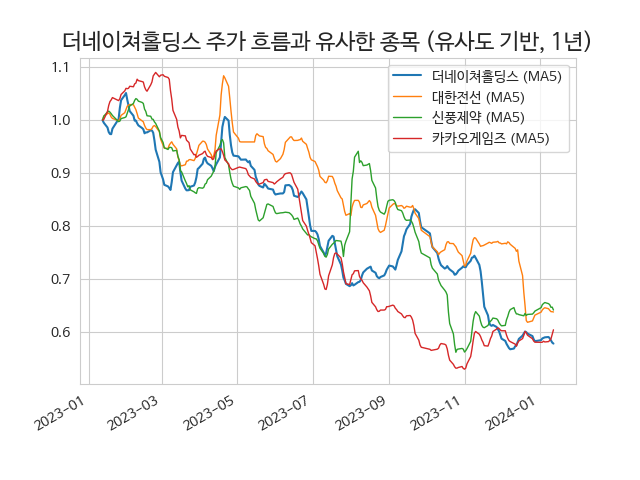 더네이쳐홀딩스 주가 흐름과 유사한 종목 (유사도 기반, 1년)
더네이쳐홀딩스 (MA5)
대한전선 (MA5)
신풍제약 (MA5)
카카오게임즈 (MA5)
1.1
1.0
0.9
0.8
0.7
0.6
2023-01
2023-03
2023-05
2023-07
2023-09
2023-11
2024-01